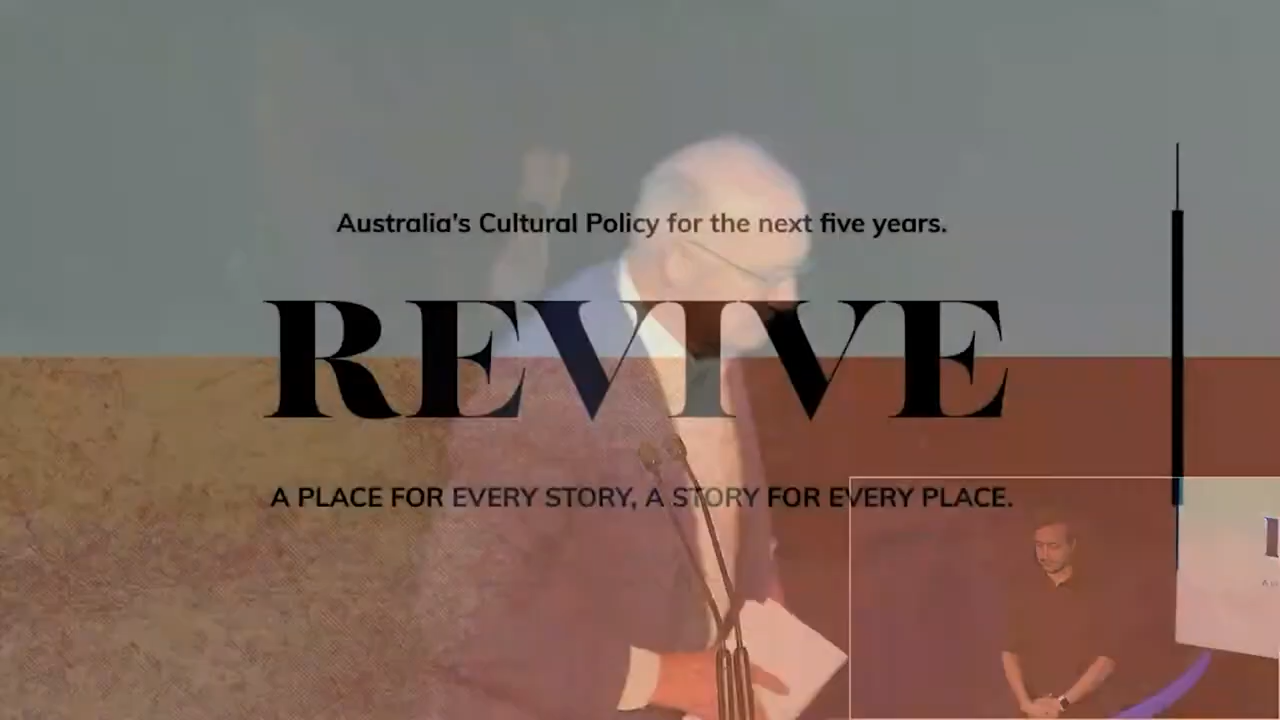 Australia's Cultural Policy for the next five years.
REVIVE
A PLACE FOR EVERY STORY, A STORY FOR EVERY PLACE.